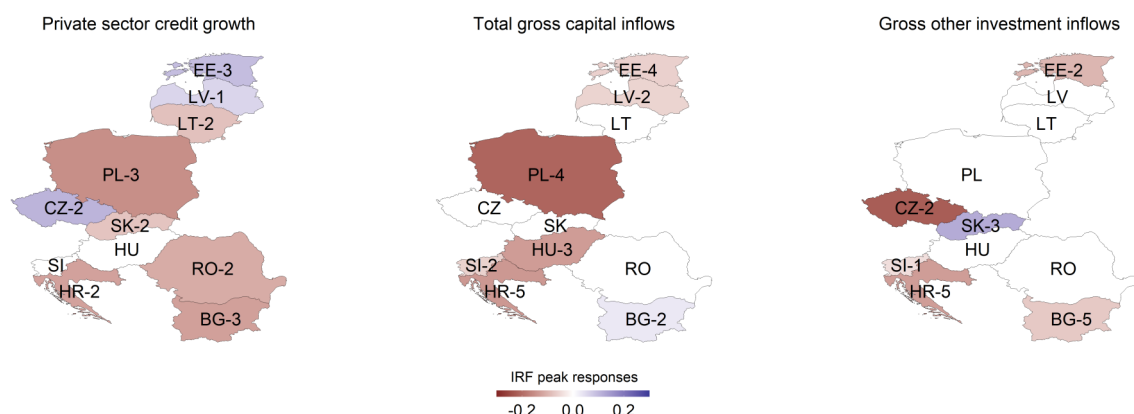 Private sector credit growth
EE-3
LV-1
LT-2
PL-3
CZ-2
SK-2
HU
SI
RO-2
HR-2
BG-3
Total gross capital inflows
EE-4
LV-2
LT
PL-4
CZ
SK
HU-3
SI-2
RO
HR-5
BG-2
Gross other investment inflows
EE-2
LV
LT
PL
CZ-2
SK-3
HU
SI-1
RO
HR-5
BG-5
IRF peak responses
-0.2 0.0 0.2